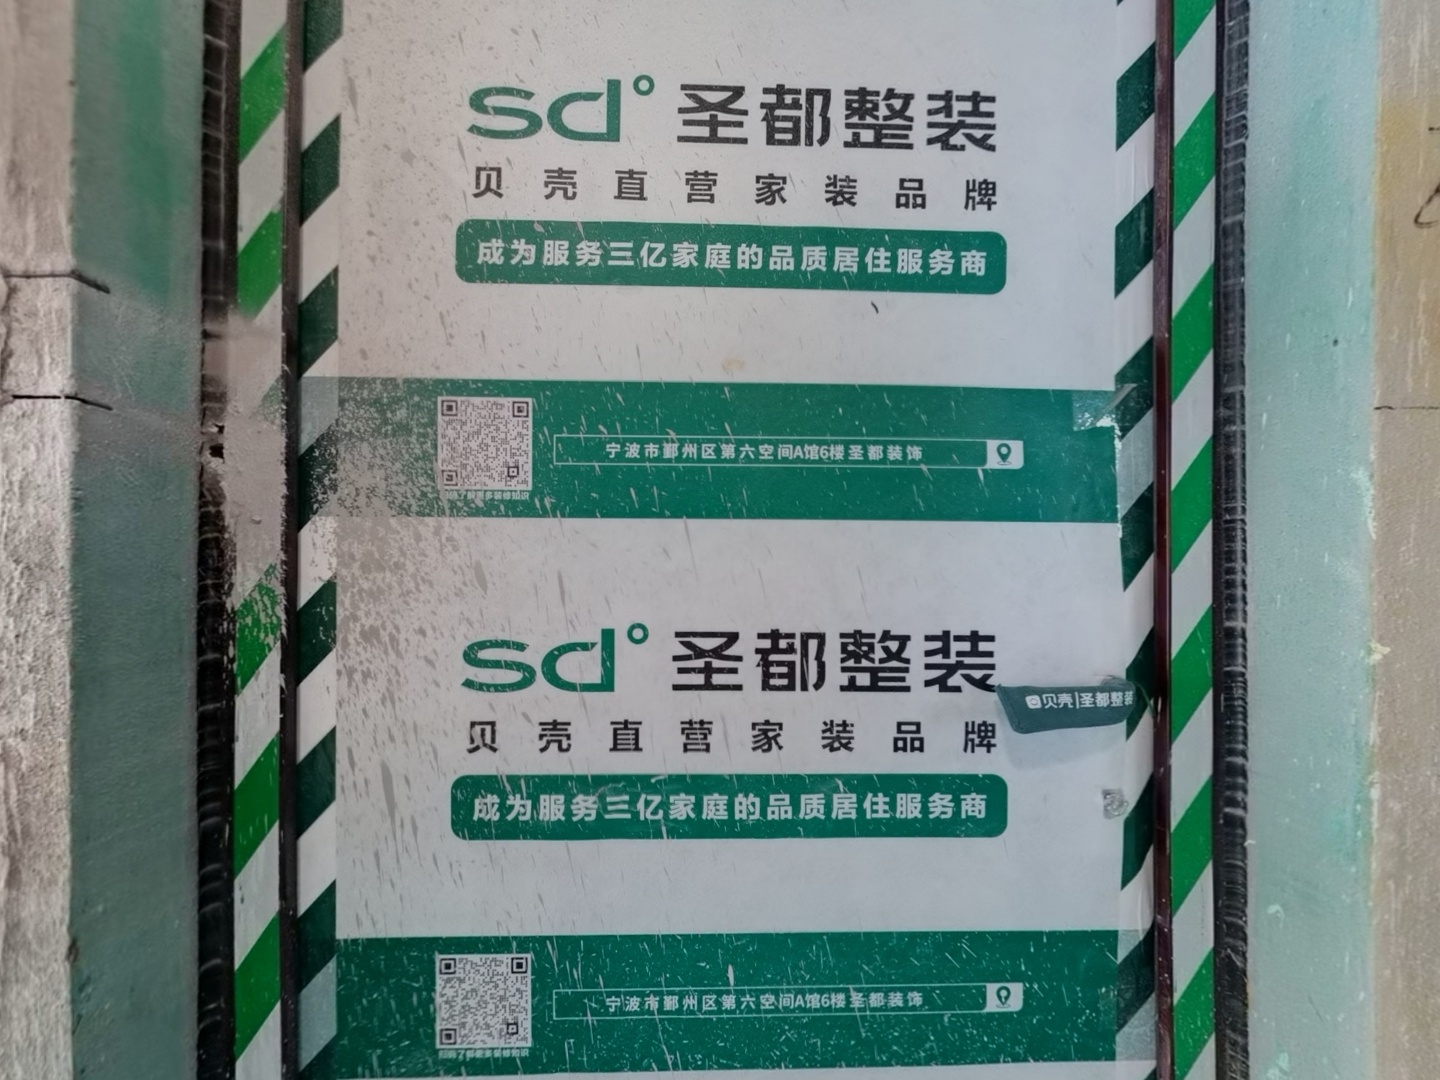 sd° 圣都整装
贝壳直营家装品牌
成为服务三亿家庭的品质居住服务商
宁波市鄞州区第六空间A馆6楼圣都装饰
sd° 圣都整装
贝壳|圣都整装
贝壳直营家装品牌
成为服务三亿家庭的品质居住服务商
宁波市鄞州区第六空间A馆6楼圣都装饰